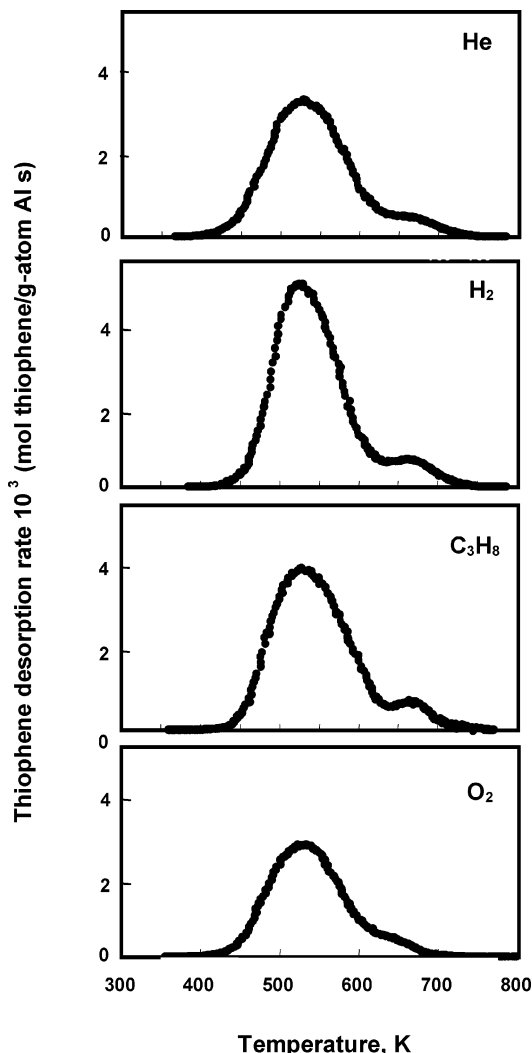 Thiophene desorption rate 10³ (mol thiophene/g-atom Al s)
He
4
2
0
H₂
4
2
0
C₃H₈
4
2
0
O₂
4
2
0
300 400 500 600 700 800
Temperature, K